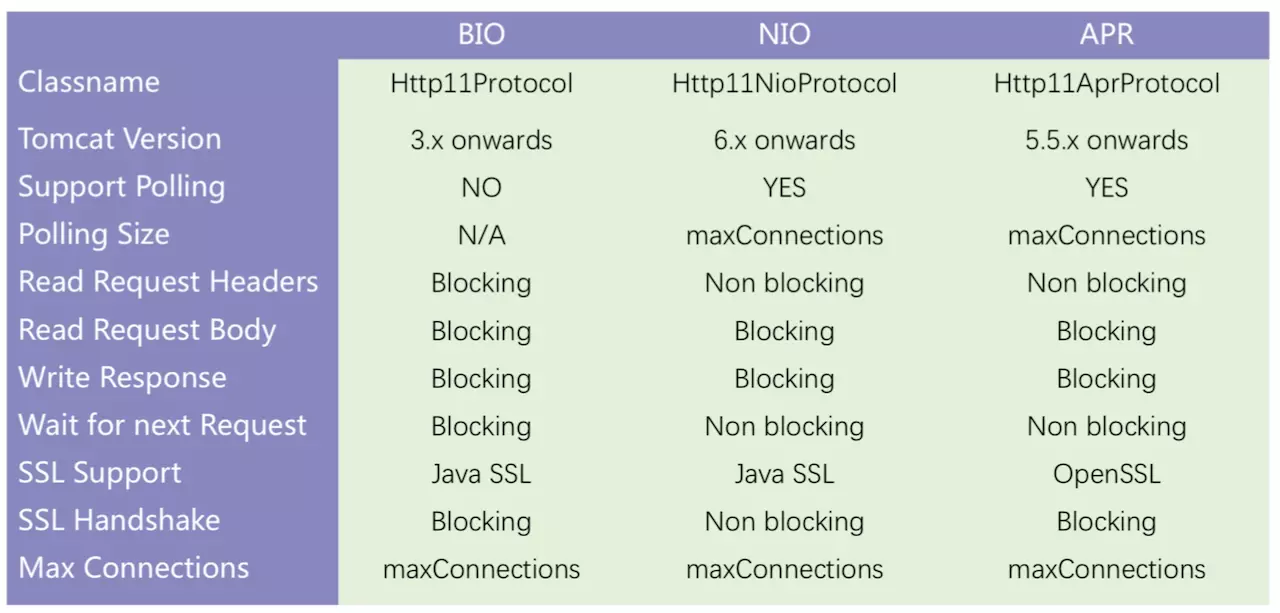 BIO NIO APR
Classname Http11Protocol Http11NioProtocol Http11AprProtocol
Tomcat Version 3.x onwards 6.x onwards 5.5.x onwards
Support Polling NO YES YES
Polling Size N/A maxConnections maxConnections
Read Request Headers Blocking Non blocking Non blocking
Read Request Body Blocking Blocking Blocking
Write Response Blocking Blocking Blocking
Wait for next Request Blocking Non blocking Non blocking
SSL Support Java SSL Java SSL OpenSSL
SSL Handshake Blocking Non blocking Blocking
Max Connections maxConnections maxConnections maxConnections